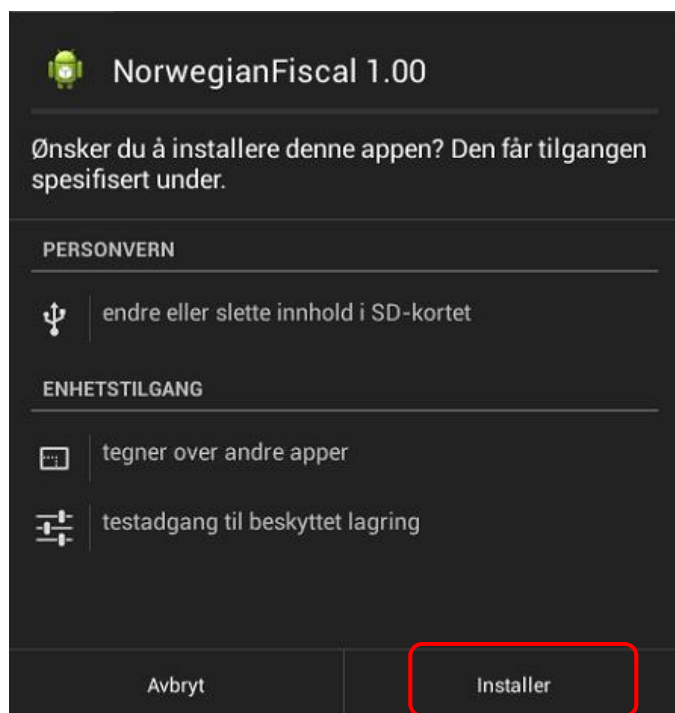 NorwegianFiscal 1.00
Ønsker du å installere denne appen? Den får tilgangen
spesifisert under.
PERSONVERN
endre eller slette innhold i SD-kortet
ENHETSTILGANG
tegner over andre apper
testadgang til beskyttet lagring
Avbryt
Installer